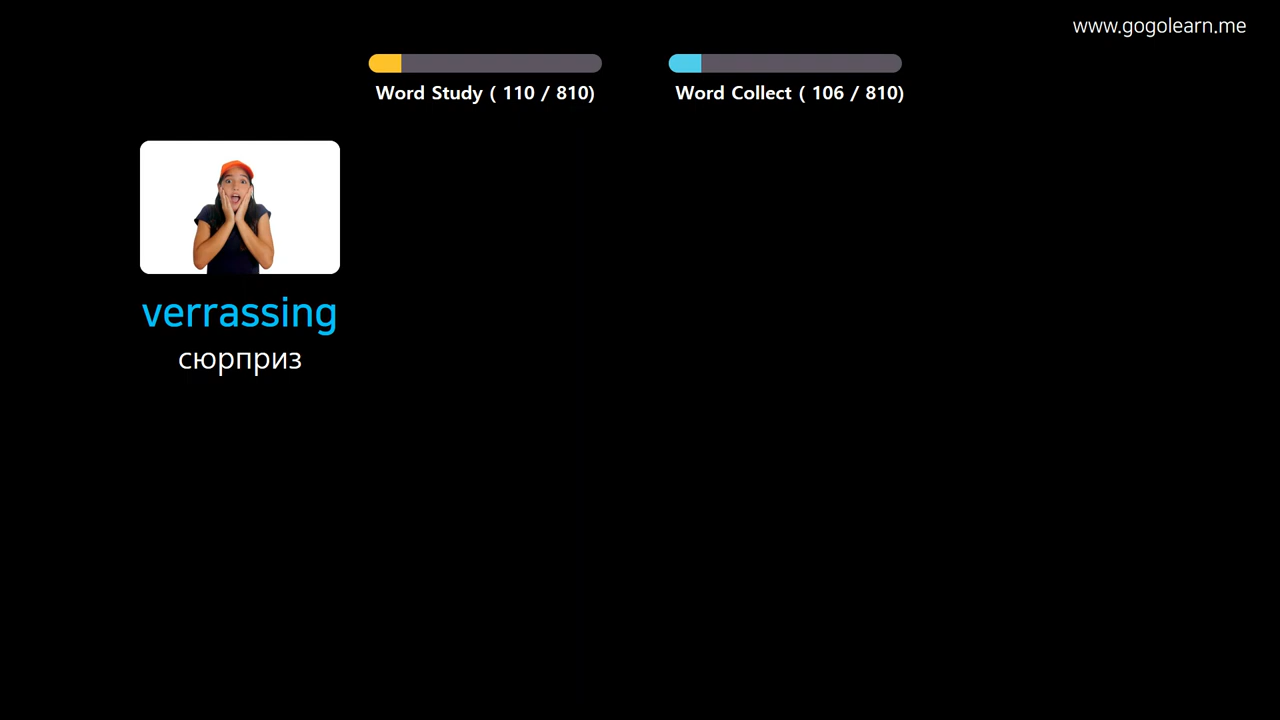 www.gogolearn.me
Word Study ( 110 / 810)
Word Collect ( 106 / 810)
verrassing
сюрприз